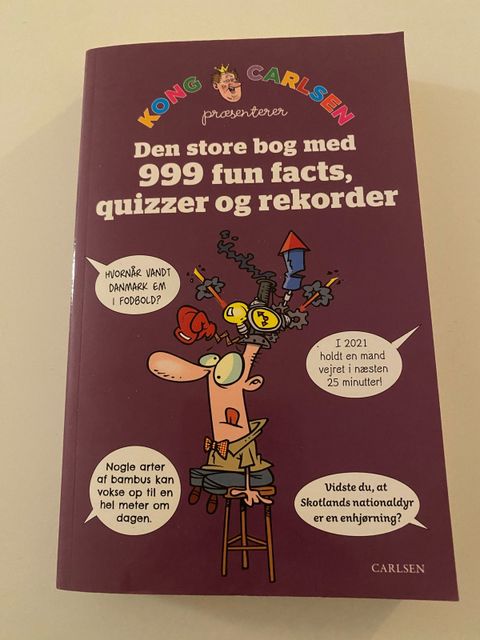 KONG CARLSEN
præsenterer
Den store bog med
999 fun facts,
quizzer og rekorder
HVORNÅR VANDT
DANMARK EM
I FODBOLD?
I 2021
holdt en mand
vejret i næsten
25 minutter!
Nogle arter
af bambus kan
vokse op til en
hel meter om
dagen.
Vidste du, at
Skotlands nationaldyr
er en enhjørning?
CARLSEN